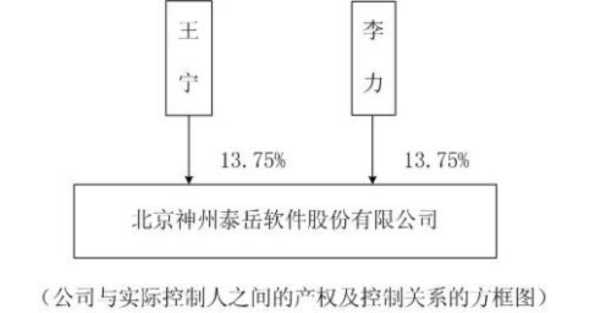 王宁
李力
13.75%
13.75%
北京神州泰岳软件股份有限公司
（公司与实际控制人之间的产权及控制关系的方框图）